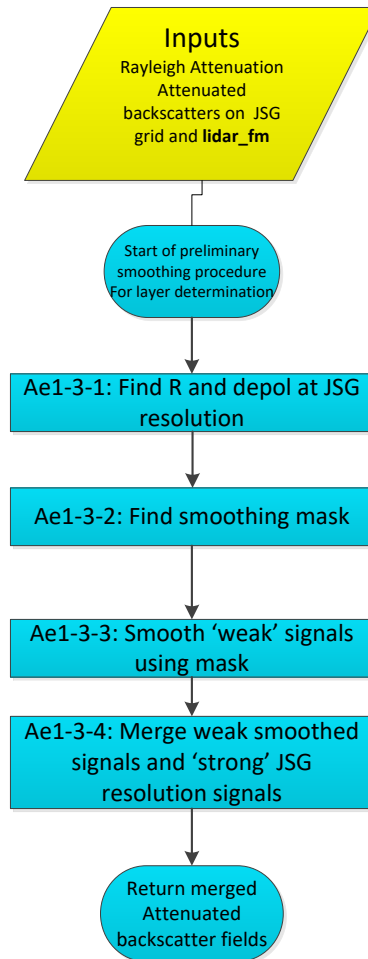 Inputs
Rayleigh Attenuation
Attenuated
backscatters on JSG
grid and lidar_fm
Start of preliminary
smoothing procedure
For layer determination
Ae1-3-1: Find R and depol at JSG
resolution
Ae1-3-2: Find smoothing mask
Ae1-3-3: Smooth ‘weak’ signals
using mask
Ae1-3-4: Merge weak smoothed
signals and ‘strong’ JSG
resolution signals
Return merged
Attenuated
backscatter fields